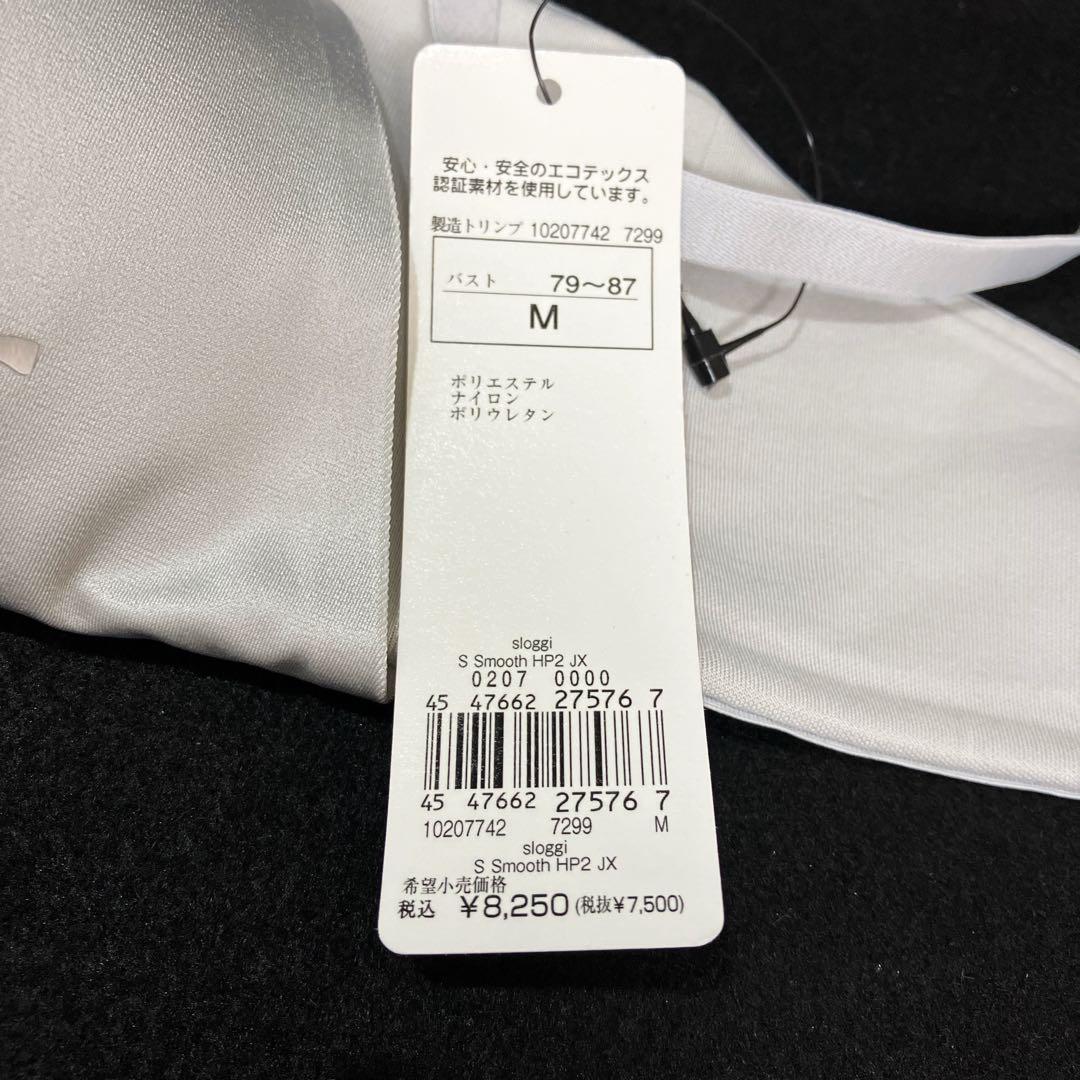 安心・安全のエコテックス
認証素材を使用しています。
製造トリンプ 10207742 7299
バスト 79～87
M
ポリエステル
ナイロン
ポリウレタン
sloggi
S Smooth HP2 JX
0207 0000
45 47662 27576 7
45 47662 27576 7
10207742 7299 M
sloggi
S Smooth HP2 JX
希望小売価格
税込 ¥8,250 (税抜¥7,500)